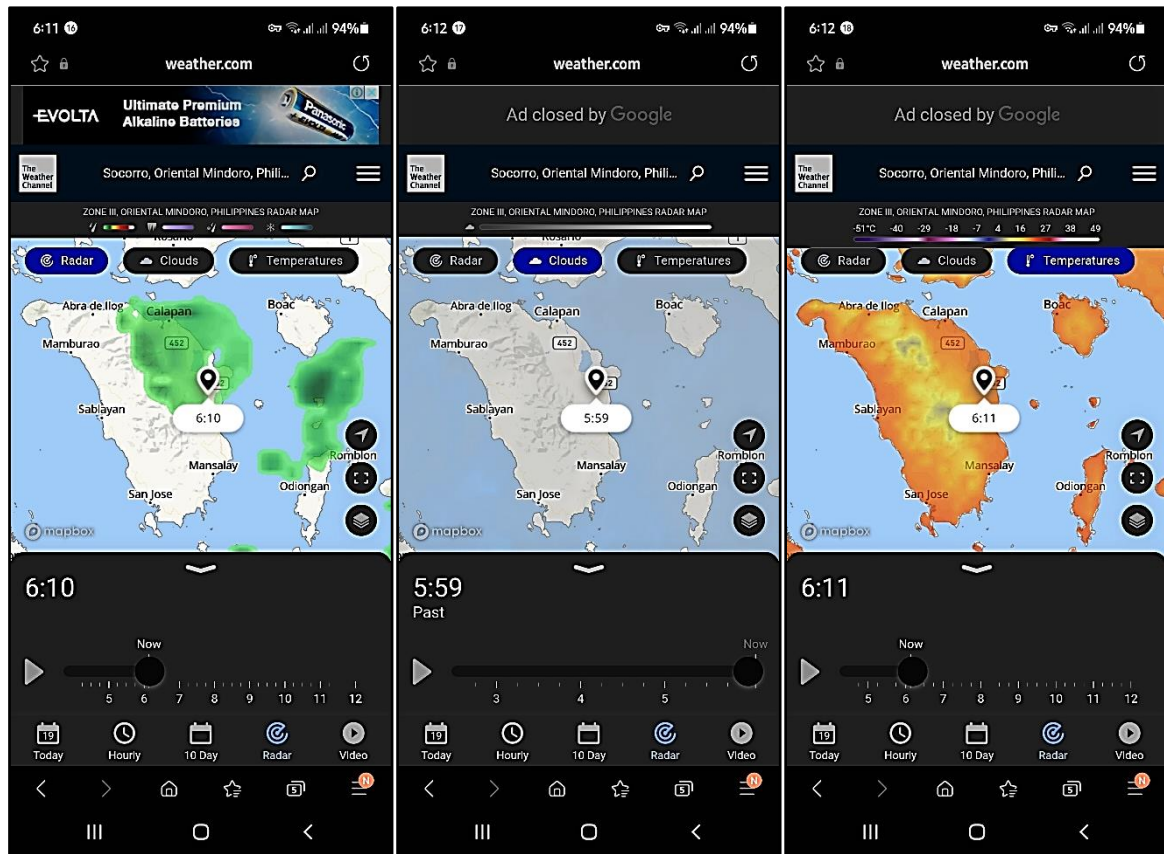 6:11 16 94%
weather.com
EVOLTA
Ultimate Premium
Alkaline Batteries
Panasonic
The
Weather
Channel
Socorro, Oriental Mindoro, Phili...
ZONE III, ORIENTAL MINDORO, PHILIPPINES RADAR MAP
Radar Clouds Temperatures
Abra de Ilog
Calapan
Boac
Mamburao
452
Sablayan
6:10
Mansalay
Romblon
San Jose
Odiongan
mapbox
6:10
Now
5 6 7 8 9 10 11 12
19
Today Hourly 10 Day Radar Video
5 N
6:12 17 94%
weather.com
Ad closed by Google
The
Weather
Channel
Socorro, Oriental Mindoro, Phili...
ZONE III, ORIENTAL MINDORO, PHILIPPINES RADAR MAP
Rosario 1
Radar Clouds Temperatures
Abra de Ilog
Calapan
Boac
Mamburao
452
Sablayan
5:59
Mansalay
Romblon
San Jose
Odiongan
mapbox
5:59
Past
Now
3 4 5
19
Today Hourly 10 Day Radar Video
5 N
6:12 18 94%
weather.com
Ad closed by Google
The
Weather
Channel
Socorro, Oriental Mindoro, Phili...
ZONE III, ORIENTAL MINDORO, PHILIPPINES RADAR MAP
-51°C -40 -29 -18 -7 4 16 27 38 49
Radar Clouds Temperatures
Abra de Ilog
Calapan
Boac
Mamburao
452
Sablayan
6:11
Mansalay
Romblon
San Jose
Odiongan
mapbox
6:11
Now
5 6 7 8 9 10 11 12
19
Today Hourly 10 Day Radar Video
5 N